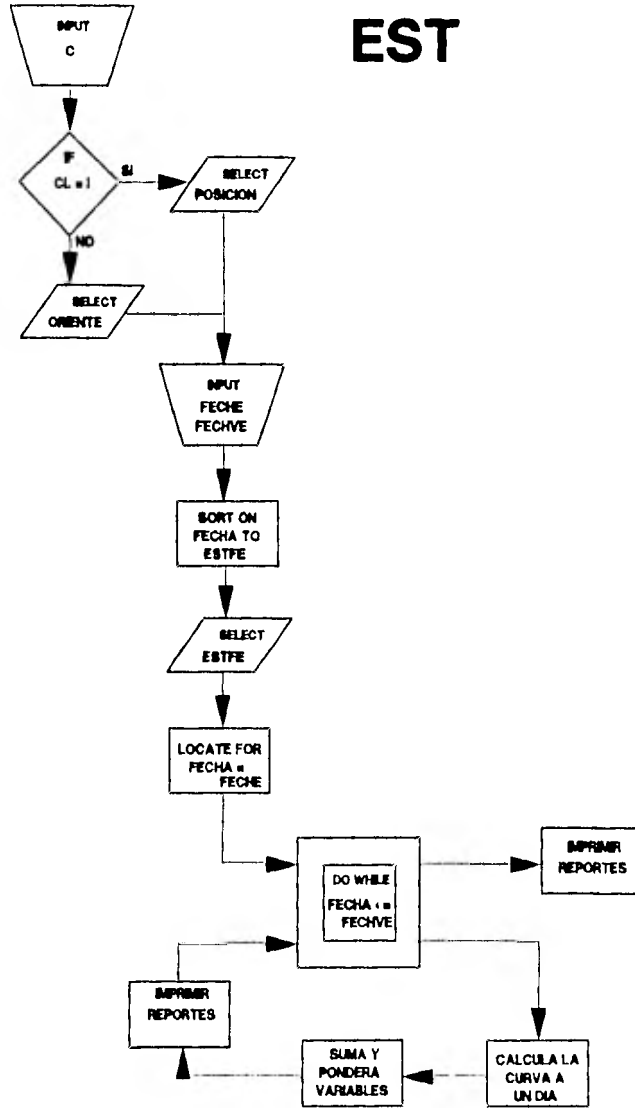 EST
INPUT
C
IF
CL = 1
SI
NO
SELECT
POSICION
SELECT
ORIENTE
INPUT
FECHE
FECHVE
SORT ON
FECHA TO
ESTFE
SELECT
ESTFE
LOCATE FOR
FECHA =
FECHE
DO WHILE
FECHA <=
FECHVE
IMPRIMIR
REPORTES
IMPRIMIR
REPORTES
SUMA Y
PONDERA
VARIABLES
CALCULA LA
CURVA A
UN DIA